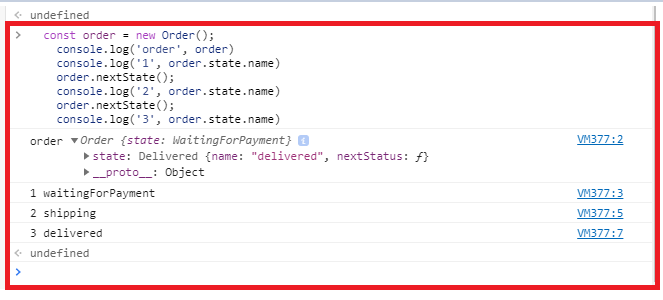 undefined
const order = new Order();
console.log('order', order)
console.log('1', order.state.name)
order.nextState();
console.log('2', order.state.name)
order.nextState();
console.log('3', order.state.name)
order ▼Order {state: WaitingForPayment} i VM377:2
▶state: Delivered {name: "delivered", nextStatus: ƒ}
▶__proto__: Object
1 waitingForPayment VM377:3
2 shipping VM377:5
3 delivered VM377:7
undefined